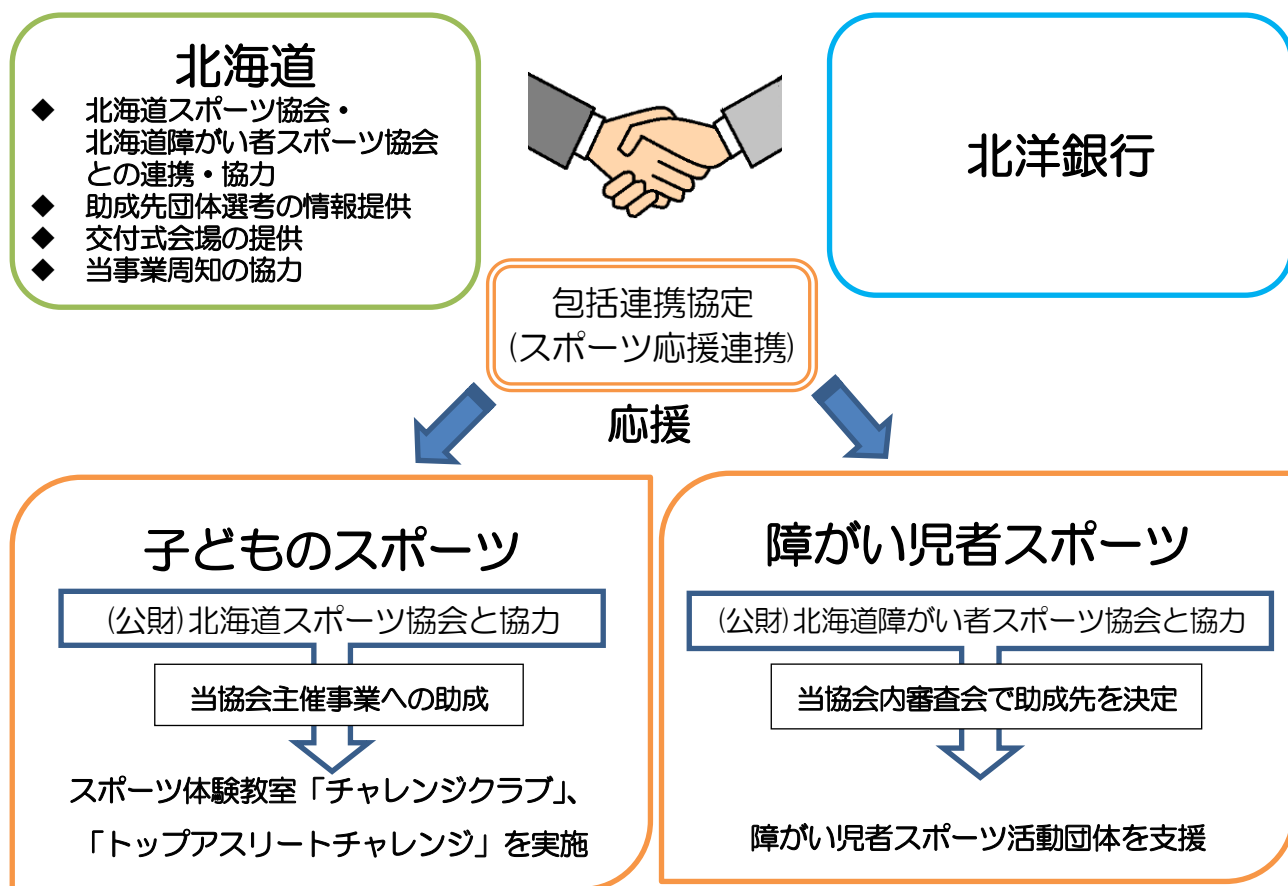 北海道
◆ 北海道スポーツ協会・
北海道障がい者スポーツ協会
との連携・協力
◆ 助成先団体選考の情報提供
◆ 交付式会場の提供
◆ 当事業周知の協力
北洋銀行
包括連携協定
(スポーツ応援連携)
応援
子どものスポーツ
(公財)北海道スポーツ協会と協力
当協会主催事業への助成
スポーツ体験教室「チャレンジクラブ」、
「トップアスリートチャレンジ」を実施
障がい児者スポーツ
(公財)北海道障がい者スポーツ協会と協力
当協会内審査会で助成先を決定
障がい児者スポーツ活動団体を支援